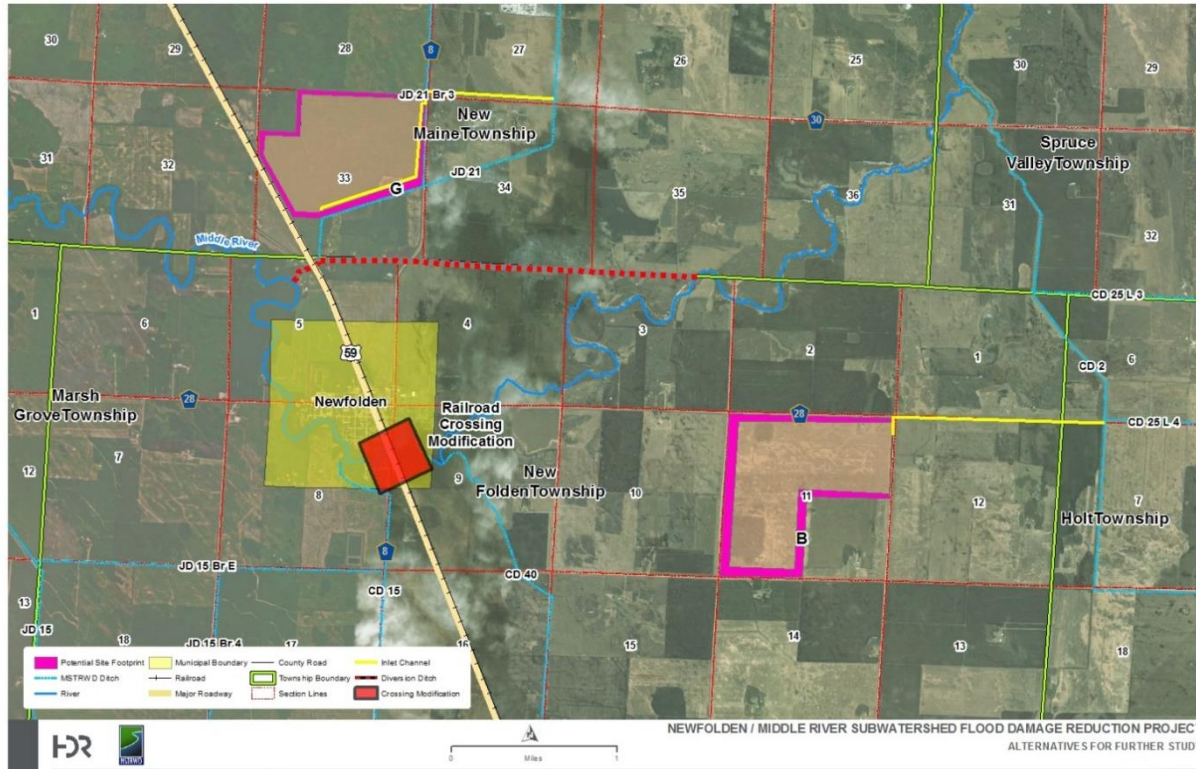 30
29
28
8
27
26
25
30
29
JD 21 Br 3
New
Maine Township
30
Spruce
Valley Township
31
32
33
G
JD 21
34
35
36
31
32
Middle River
CD 25 L 3
1
6
5
4
3
2
1
6
59
CD 2
Marsh
Grove Township
28
Newfolden
Railroad
Crossing
Modification
28
CD 25 L 4
12
7
8
9
New
Folden Township
10
11
B
12
Holt Township
7
JD 15 Br E
8
CD 15
CD 40
13
JD 15
18
JD 15 Br 4
17
16
15
14
13
18
Potential Site Footprint
Municipal Boundary
County Road
Inlet Channel
MSTRWD Ditch
Railroad
Township Boundary
Diversion Ditch
River
Major Roadway
Section Lines
Crossing Modification
HDR
0
Miles
1
NEWFOLDEN / MIDDLE RIVER SUBWATERSHED FLOOD DAMAGE REDUCTION PROJEC
ALTERNATIVES FOR FURTHER STUD